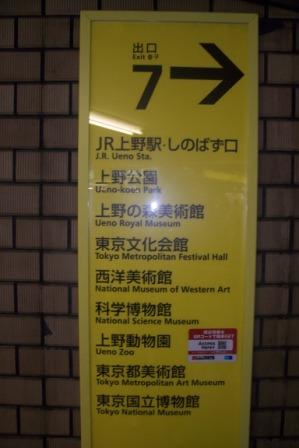 出口
Exit
7
JR上野駅・しのばず口
J.R. Ueno Sta.
上野公園
Ueno-koen Park
上野の森美術館
Ueno Royal Museum
東京文化会館
Tokyo Metropolitan Festival Hall
西洋美術館
National Museum of Western Art
科学博物館
National Science Museum
上野動物園
Ueno Zoo
Access
Here!
東京都美術館
Tokyo Metropolitan Art Museum
東京国立博物館
Tokyo National Museum